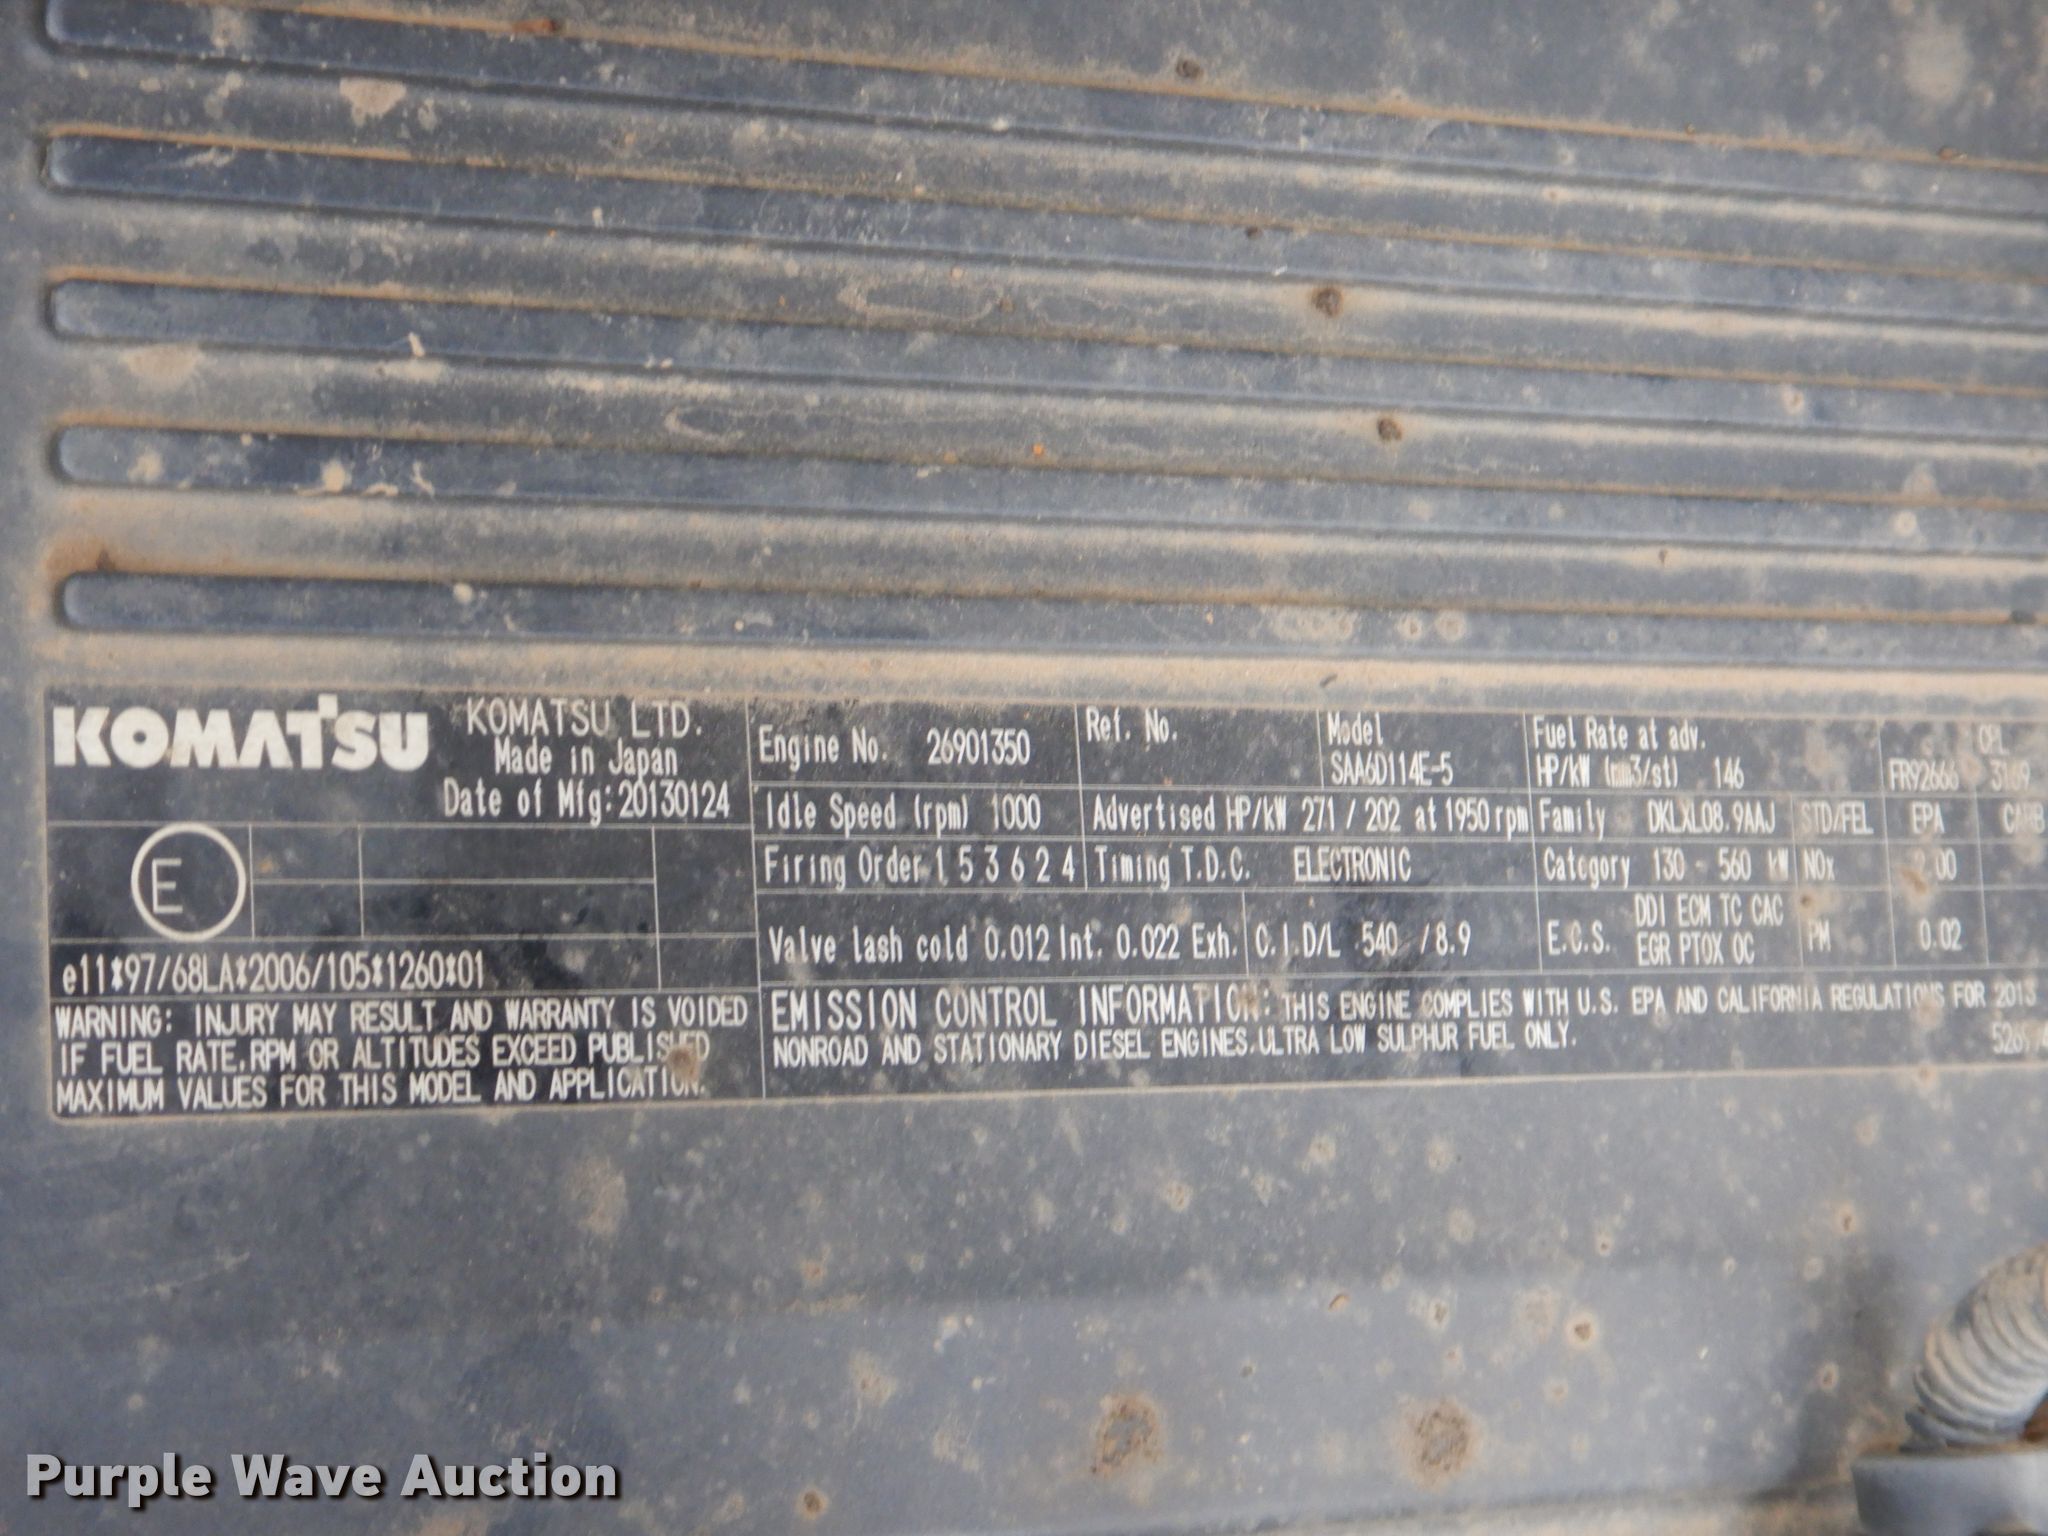 KOMATSU KOMATSU LTD.
Made in Japan
Date of Mfg: 20130124
E
e11*97/68LA*2006/105*1260*01
WARNING: INJURY MAY RESULT AND WARRANTY IS VOIDED
IF FUEL RATE, RPM OR ALTITUDES EXCEED PUBLISHED
MAXIMUM VALUES FOR THIS MODEL AND APPLICATION.
Engine No. 26901350
Ref. No.
Model
SAA6D114E-5
Fuel Rate at adv.
HP/kW (mm3/st) 146
CPL
FR92666
Idle Speed (rpm) 1000
Advertised HP/kW 271 / 202 at 1950 rpm
Family DKLXL08.9AAJ
STD/FEL EPA CARB
Firing Order 1 5 3 6 2 4
Timing T.D.C. ELECTRONIC
Category 130 - 560 kW
NOx 2.00
Valve lash cold 0.012 Int. 0.022 Exh.
C.I.D/L 540 / 8.9
E.C.S. DDI ECM TC CAC
EGR PTOX OC
PM 0.02
EMISSION CONTROL INFORMATION: THIS ENGINE COMPLIES WITH U.S. EPA AND CALIFORNIA REGULATIONS FOR 2013
NONROAD AND STATIONARY DIESEL ENGINES. ULTRA LOW SULPHUR FUEL ONLY.
Purple Wave Auction